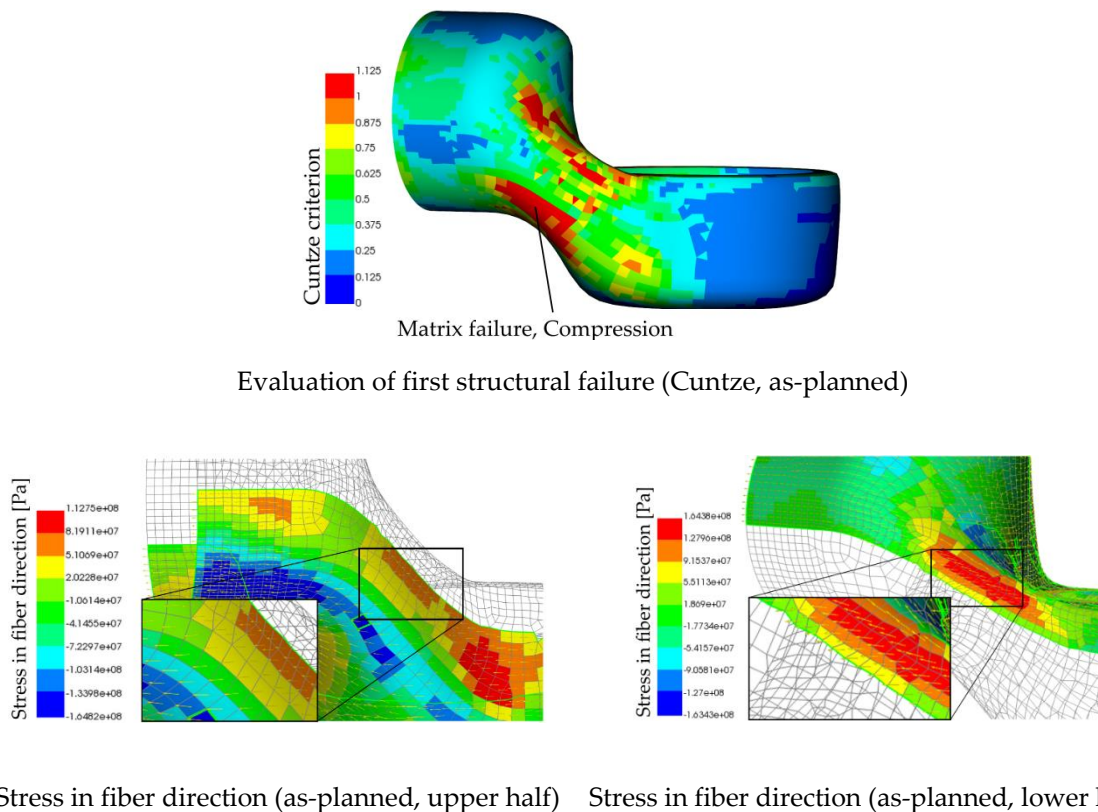 1.125
1
0.875
0.75
0.625
0.5
0.375
0.25
0.125
0
Cuntze criterion
Matrix failure, Compression
Evaluation of first structural failure (Cuntze, as-planned)
Stress in fiber direction [Pa]
1.1275e+08
8.1911e+07
5.1069e+07
2.0228e+07
-1.0614e+07
-4.1455e+07
-7.2297e+07
-1.0314e+08
-1.3398e+08
-1.6482e+08
Stress in fiber direction [Pa]
1.6438e+08
1.2796e+08
9.1537e+07
5.5113e+07
1.869e+07
-1.7734e+07
-5.4157e+07
-9.0581e+07
-1.27e+08
-1.6343e+08
Stress in fiber direction (as-planned, upper half)
Stress in fiber direction (as-planned, lower